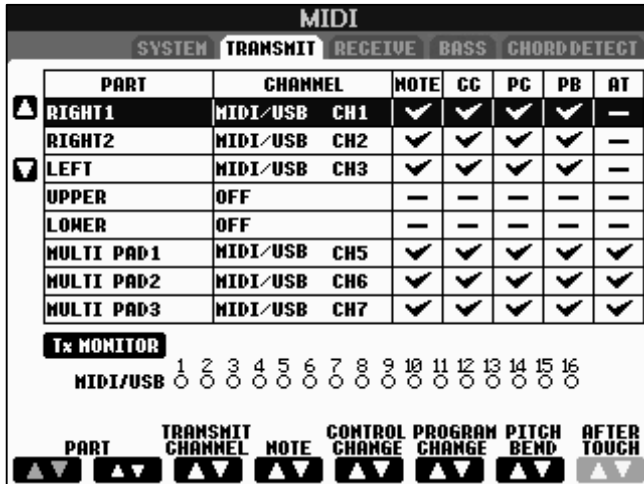 MIDI
SYSTEM TRANSMIT RECEIVE BASS CHORD DETECT
PART CHANNEL NOTE CC PC PB AT
RIGHT1 MIDI/USB CH1
RIGHT2 MIDI/USB CH2
LEFT MIDI/USB CH3
UPPER OFF
LOWER OFF
MULTI PAD1 MIDI/USB CH5
MULTI PAD2 MIDI/USB CH6
MULTI PAD3 MIDI/USB CH7
Tx MONITOR
1 2 3 4 5 6 7 8 9 10 11 12 13 14 15 16
MIDI/USB
PART TRANSMIT CHANNEL NOTE CONTROL CHANGE PROGRAM CHANGE PITCH BEND AFTER TOUCH